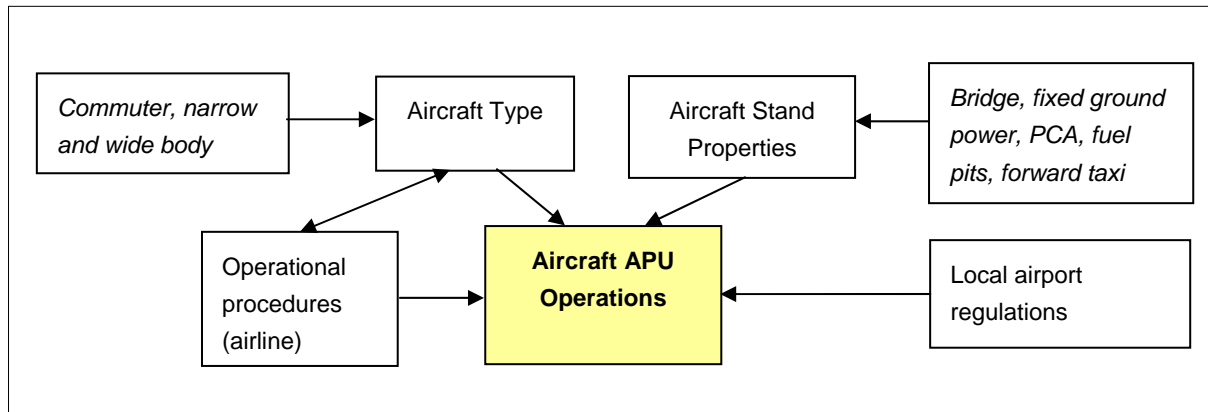 Commuter, narrow
and wide body
Aircraft Type
Aircraft Stand
Properties
Bridge, fixed ground
power, PCA, fuel
pits, forward taxi
Operational
procedures
(airline)
Aircraft APU
Operations
Local airport
regulations